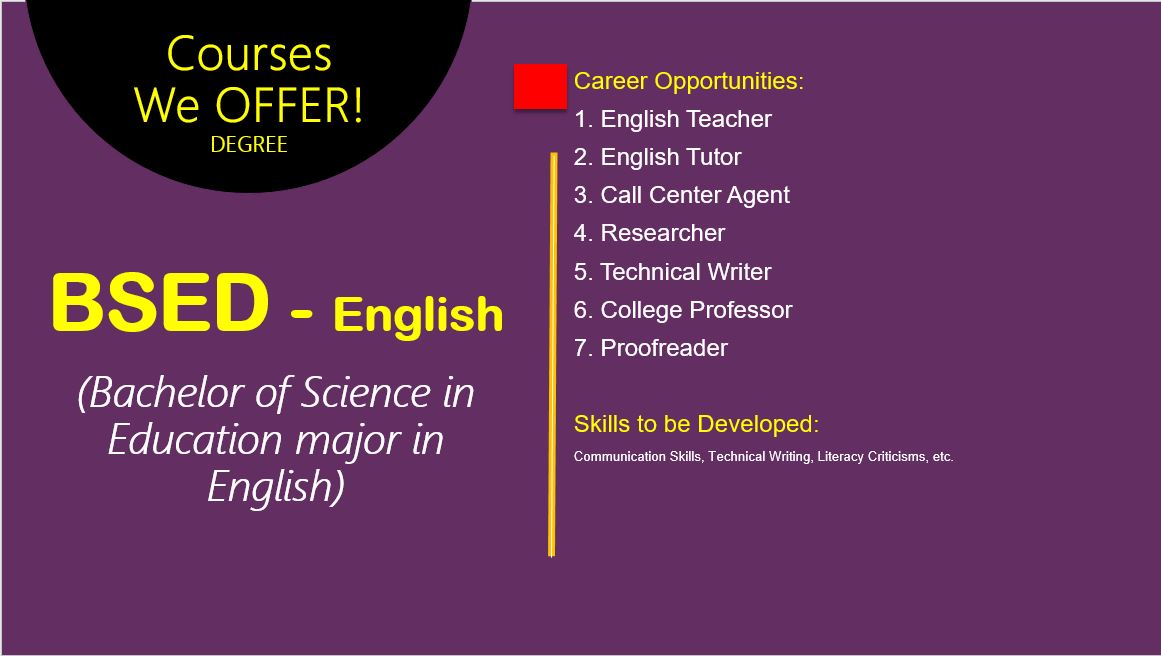 Courses
We OFFER!
DEGREE
BSED - English
(Bachelor of Science in
Education major in
English)
Career Opportunities:
1. English Teacher
2. English Tutor
3. Call Center Agent
4. Researcher
5. Technical Writer
6. College Professor
7. Proofreader
Skills to be Developed:
Communication Skills, Technical Writing, Literacy Criticisms, etc.